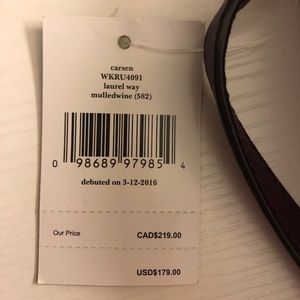 carsen
WKRU4091
laurel way
mulledwine (582)
0 98689 97985 4
debuted on 3-12-2016
Our Price CAD$219.00
USD$179.00